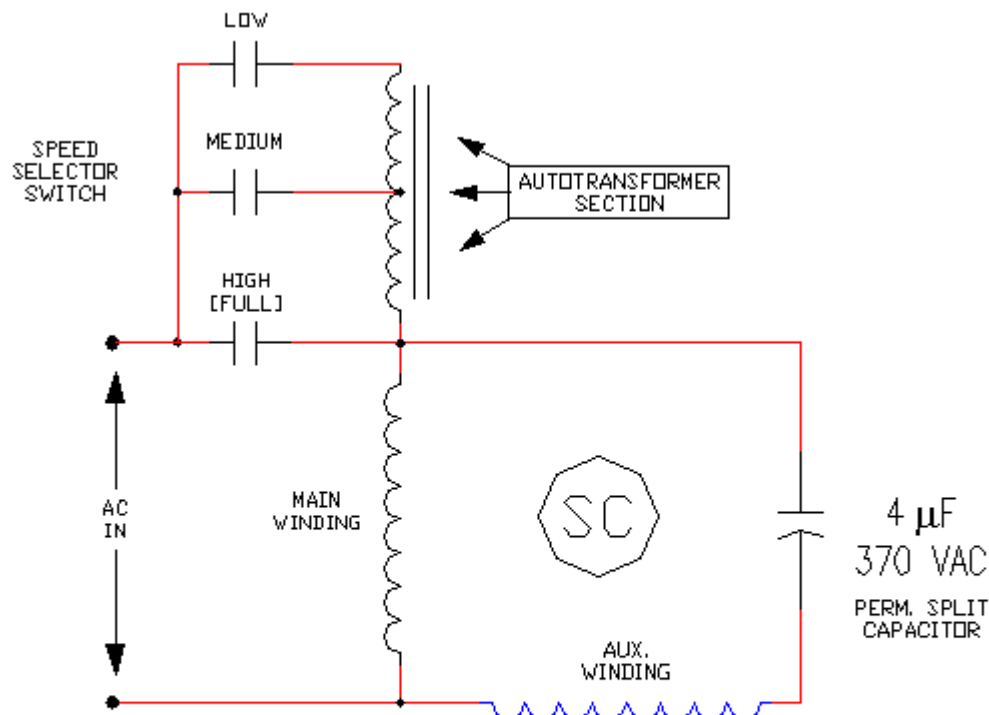 LOW
MEDIUM
SPEED
SELECTOR
SWITCH
AUTOTRANSFORMER
SECTION
HIGH
[FULL]
AC
IN
MAIN
WINDING
SC
4 μF
370 VAC
PERM. SPLIT
CAPACITOR
AUX.
WINDING